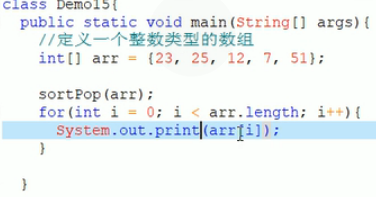 class Demo15{
public static void main(String[] args){
//定义一个整数类型的数组
int[] arr = {23, 25, 12, 7, 51};
sortPop(arr);
for(int i = 0; i < arr.length; i++){
System.out.print(arr[i]);
}
}